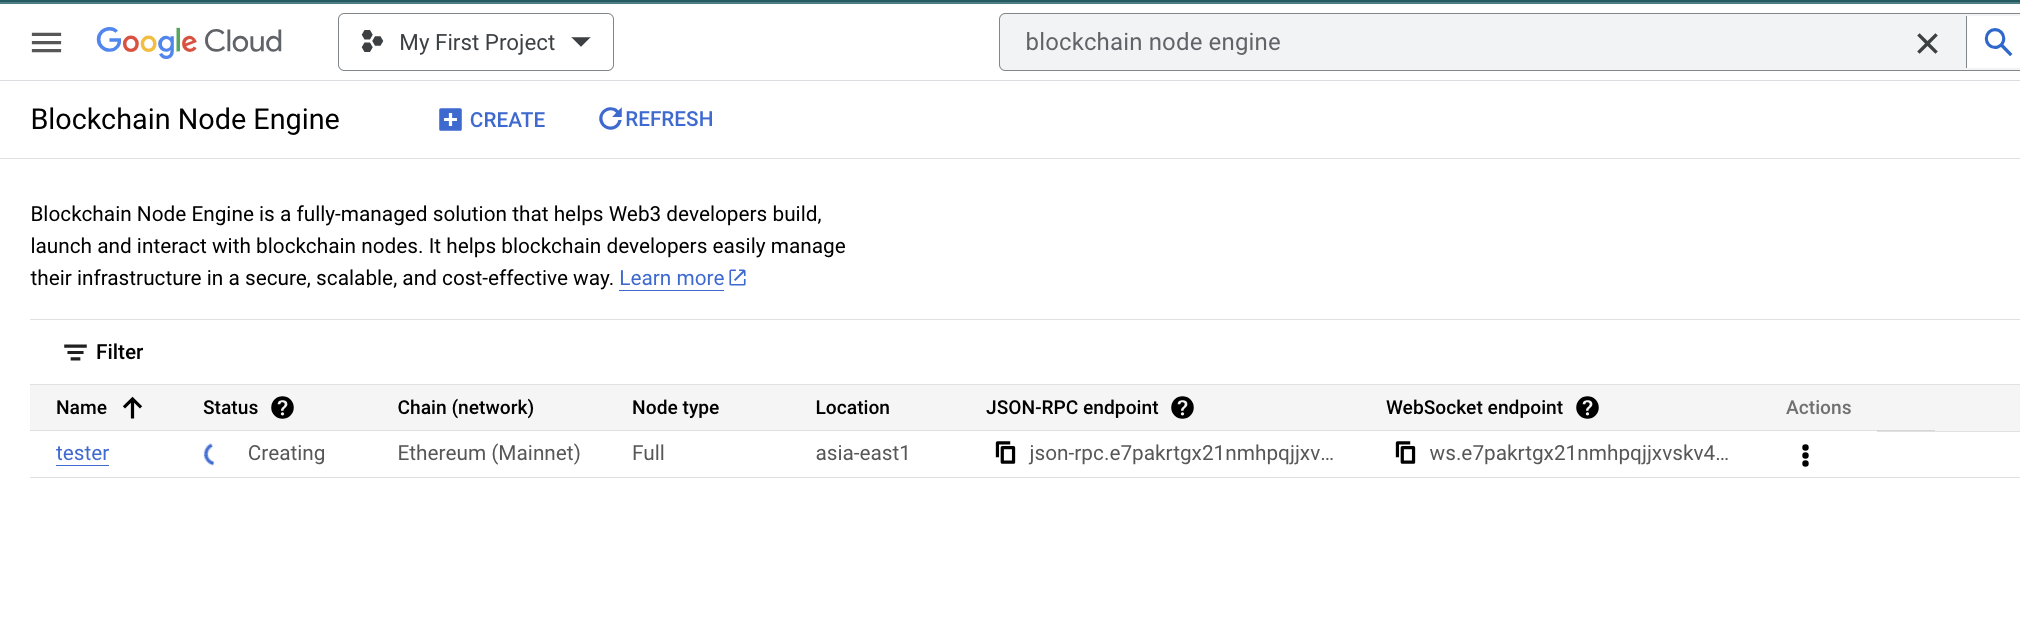 Google Cloud My First Project blockchain node engine
Blockchain Node Engine CREATE REFRESH
Blockchain Node Engine is a fully-managed solution that helps Web3 developers build,
launch and interact with blockchain nodes. It helps blockchain developers easily manage
their infrastructure in a secure, scalable, and cost-effective way. Learn more
Filter
Name Status Chain (network) Node type Location JSON-RPC endpoint WebSocket endpoint Actions
tester Creating Ethereum (Mainnet) Full asia-east1 json-rpc.e7pakrtgx21nmhpqjjxv... ws.e7pakrtgx21nmhpqjjxvskv4...